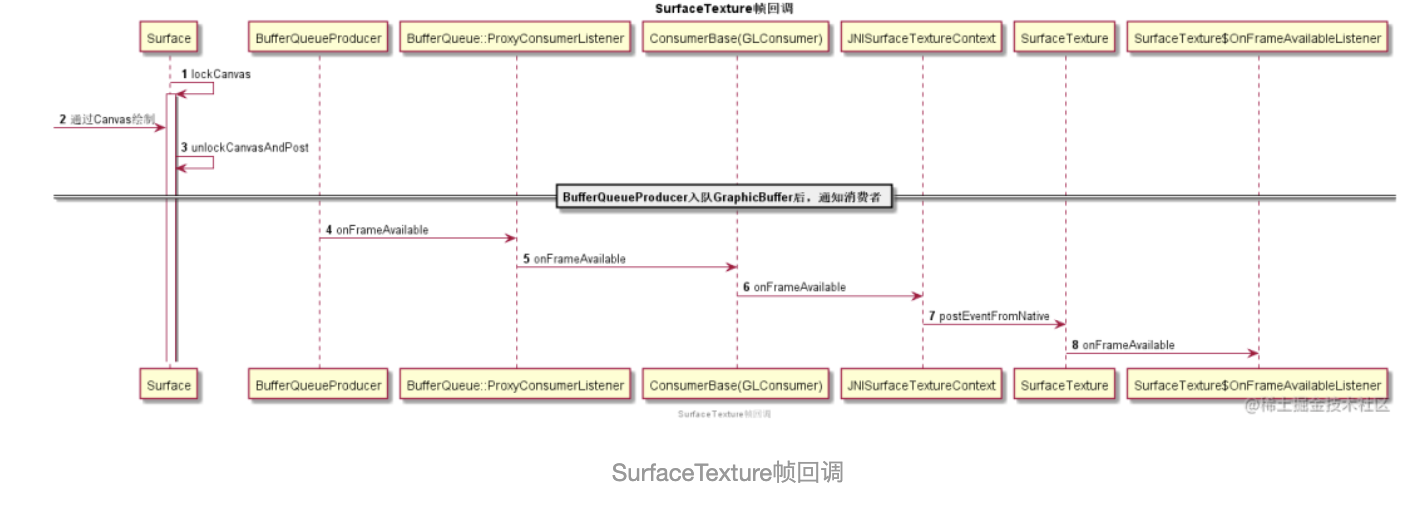 SurfaceTexture帧回调
Surface
BufferQueueProducer
BufferQueue::ProxyConsumerListener
ConsumerBase(GLConsumer)
JNISurfaceTextureContext
SurfaceTexture
SurfaceTexture$OnFrameAvailableListener
1 lockCanvas
2 通过Canvas绘制
3 unlockCanvasAndPost
BufferQueueProducer入队GraphicBuffer后，通知消费者
4 onFrameAvailable
5 onFrameAvailable
6 onFrameAvailable
7 postEventFromNative
8 onFrameAvailable
Surface
BufferQueueProducer
BufferQueue::ProxyConsumerListener
ConsumerBase(GLConsumer)
JNISurfaceTextureContext
SurfaceTexture
SurfaceTexture$OnFrameAvailableListener
@稀土掘金技术社区
SurfaceTexture帧回调
SurfaceTexture帧回调